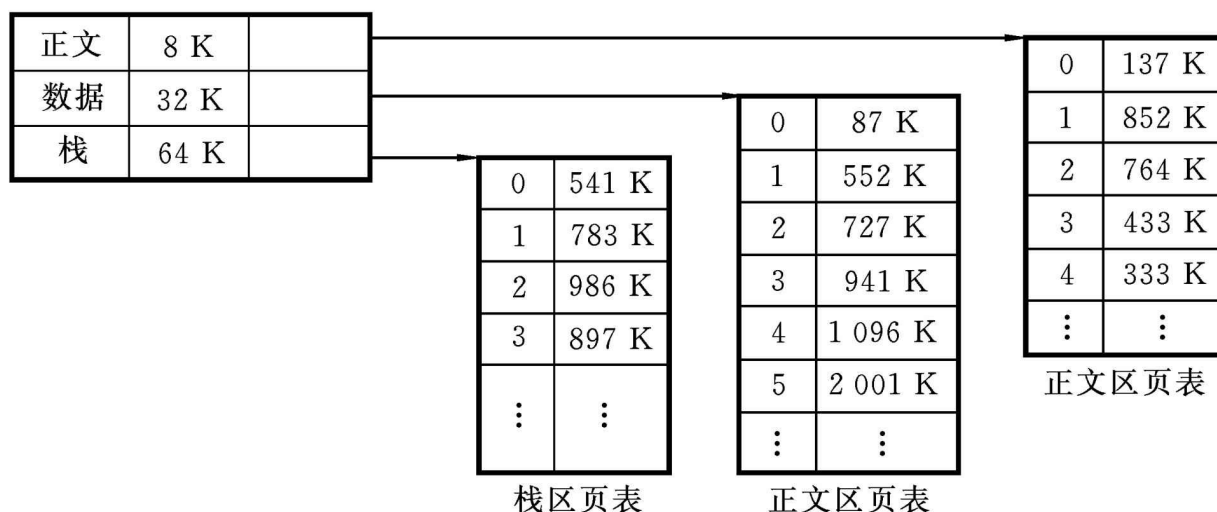 正文 8 K
数据 32 K
栈 64 K
0 541 K
1 783 K
2 986 K
3 897 K
⋮ ⋮
栈区页表
0 87 K
1 552 K
2 727 K
3 941 K
4 1 096 K
5 2 001 K
⋮ ⋮
正文区页表
0 137 K
1 852 K
2 764 K
3 433 K
4 333 K
⋮ ⋮
正文区页表